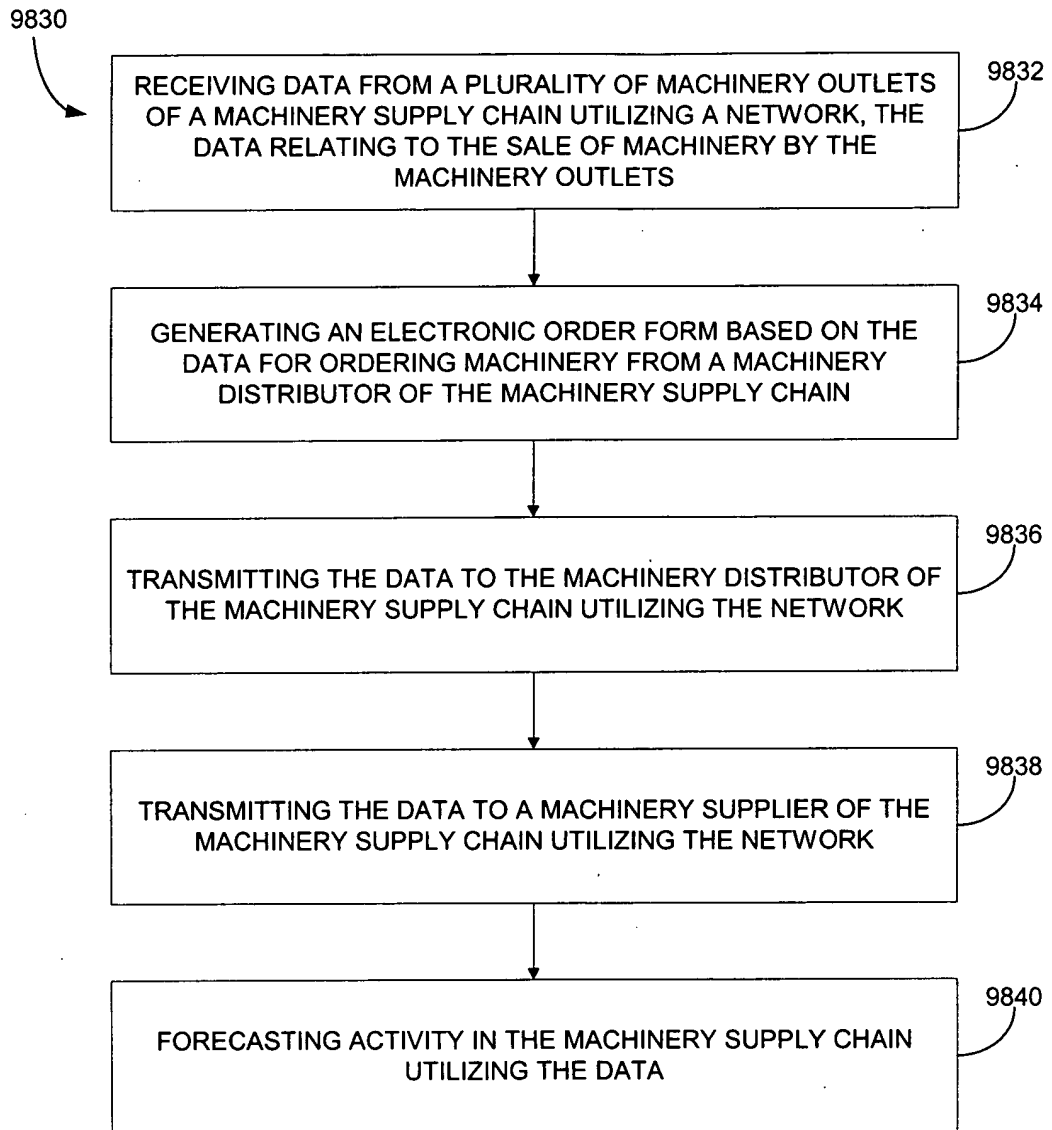 9830
RECEIVING DATA FROM A PLURALITY OF MACHINERY OUTLETS
OF A MACHINERY SUPPLY CHAIN UTILIZING A NETWORK, THE
DATA RELATING TO THE SALE OF MACHINERY BY THE
MACHINERY OUTLETS
9832
GENERATING AN ELECTRONIC ORDER FORM BASED ON THE
DATA FOR ORDERING MACHINERY FROM A MACHINERY
DISTRIBUTOR OF THE MACHINERY SUPPLY CHAIN
9834
TRANSMITTING THE DATA TO THE MACHINERY DISTRIBUTOR OF
THE MACHINERY SUPPLY CHAIN UTILIZING THE NETWORK
9836
TRANSMITTING THE DATA TO A MACHINERY SUPPLIER OF THE
MACHINERY SUPPLY CHAIN UTILIZING THE NETWORK
9838
FORECASTING ACTIVITY IN THE MACHINERY SUPPLY CHAIN
UTILIZING THE DATA
9840